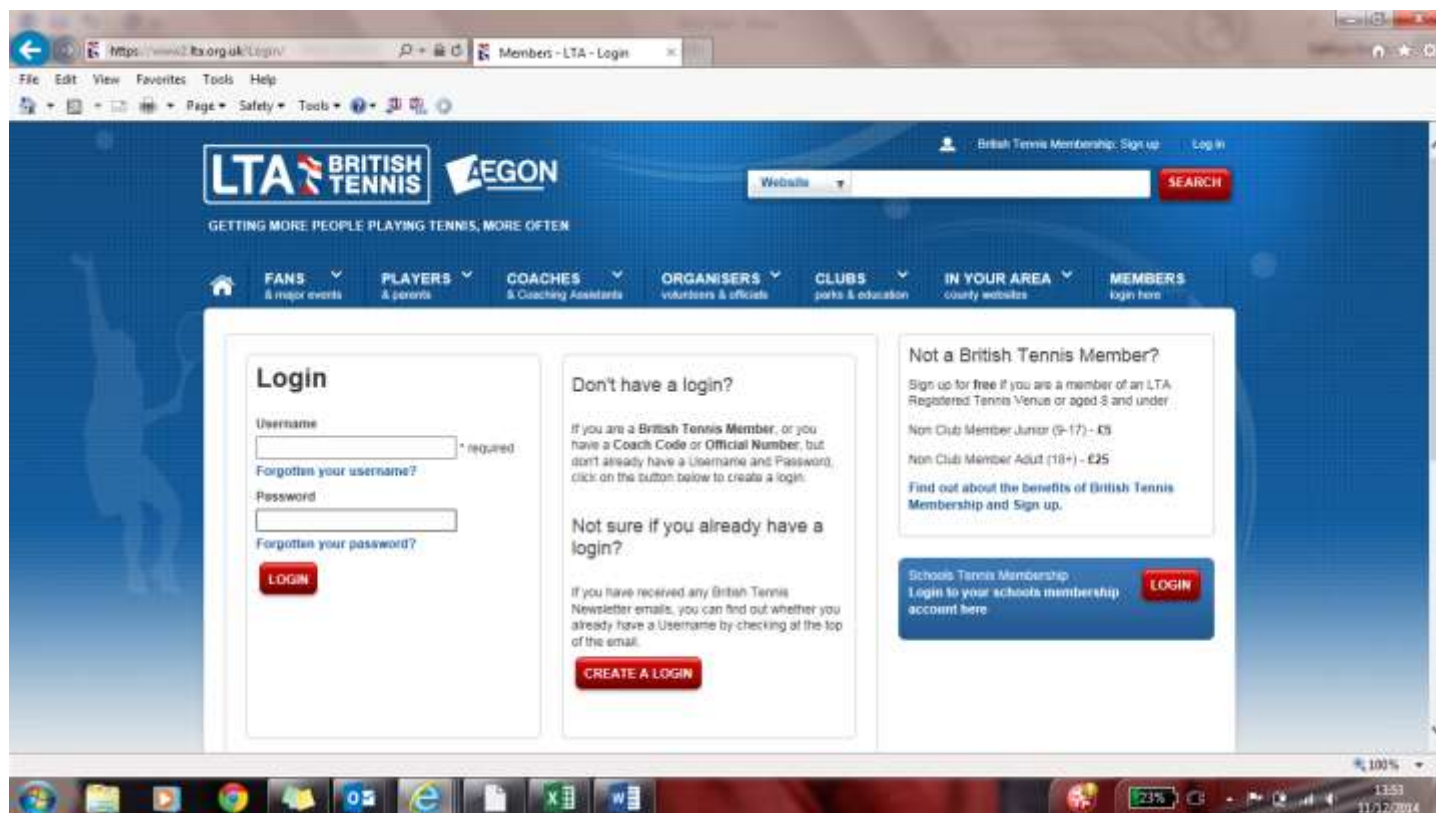 https://www2.lta.org.uk/Login/
Members - LTA - Login
File Edit View Favorites Tools Help
Page Safety Tools
British Tennis Membership: Sign up Log in
LTA BRITISH TENNIS AEGON
Website SEARCH
GETTING MORE PEOPLE PLAYING TENNIS, MORE OFTEN
FANS PLAYERS COACHES ORGANISERS CLUBS IN YOUR AREA MEMBERS
& major events & parents & Coaching Assistants volunteers & officials parks & education county websites login here
Login
Username
* required
Forgotten your username?
Password
Forgotten your password?
LOGIN
Don't have a login?
If you are a British Tennis Member, or you
have a Coach Code or Official Number, but
don't already have a Username and Password,
click on the button below to create a login.
Not sure if you already have a
login?
If you have received any British Tennis
Newsletter emails, you can find out whether you
already have a Username by checking at the top
of the email.
CREATE A LOGIN
Not a British Tennis Member?
Sign up for free if you are a member of an LTA
Registered Tennis Venue or aged 8 and under
Non Club Member Junior (9-17) - £5
Non Club Member Adult (18+) - £25
Find out about the benefits of British Tennis
Membership and Sign up.
Schools Tennis Membership
Login to your schools membership
account here
LOGIN
100%
23%
13:53
11/12/2014